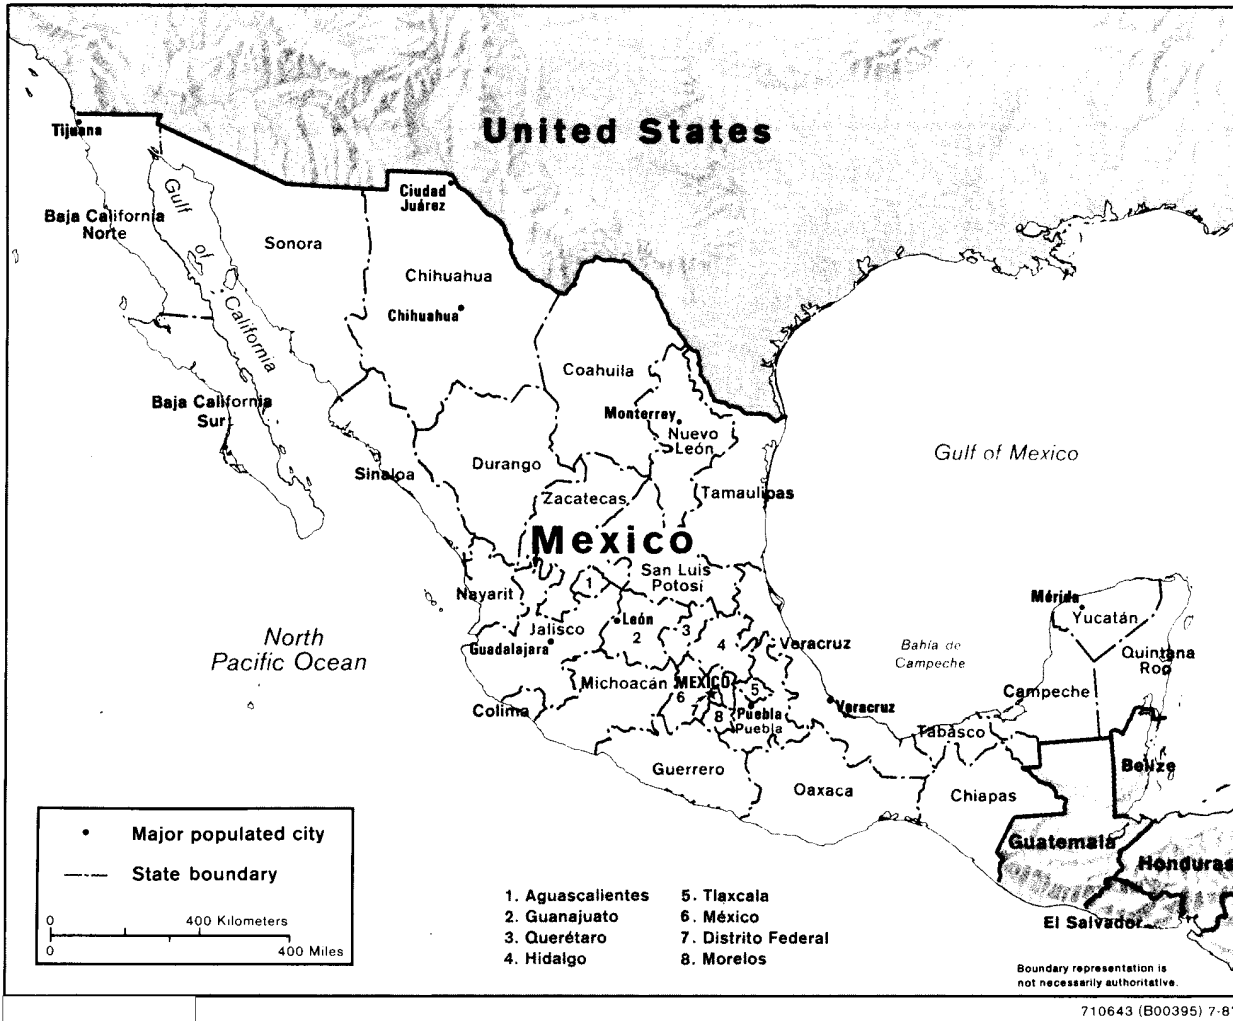 United States
Tijuana
Ciudad
Juárez
Gulf
of
California
Baja California
Norte
Sonora
Chihuahua
Chihuahua
Coahuila
Baja California
Sur
Monterrey
Nuevo
León
Gulf of Mexico
Sinaloa
Durango
Zacatecas
Tamaulipas
Mexico
San Luis
Potosí
1
Nayarit
Mérida
Yucatán
León
Jalisco
2
3
4
North
Pacific Ocean
Guadalajara
Veracruz
Bahía de
Campeche
Quintana
Roo
Michoacán
MEXICO
5
6
Campeche
Colima
7
8
Puebla
Puebla
Veracruz
Tabasco
Guerrero
Belize
Oaxaca
Chiapas
Guatemala
Honduras
El Salvador
Major populated city
State boundary
0 400 Kilometers
0 400 Miles
1. Aguascalientes
2. Guanajuato
3. Querétaro
4. Hidalgo
5. Tlaxcala
6. México
7. Distrito Federal
8. Morelos
Boundary representation is
not necessarily authoritative.
710643 (B00395) 7-8